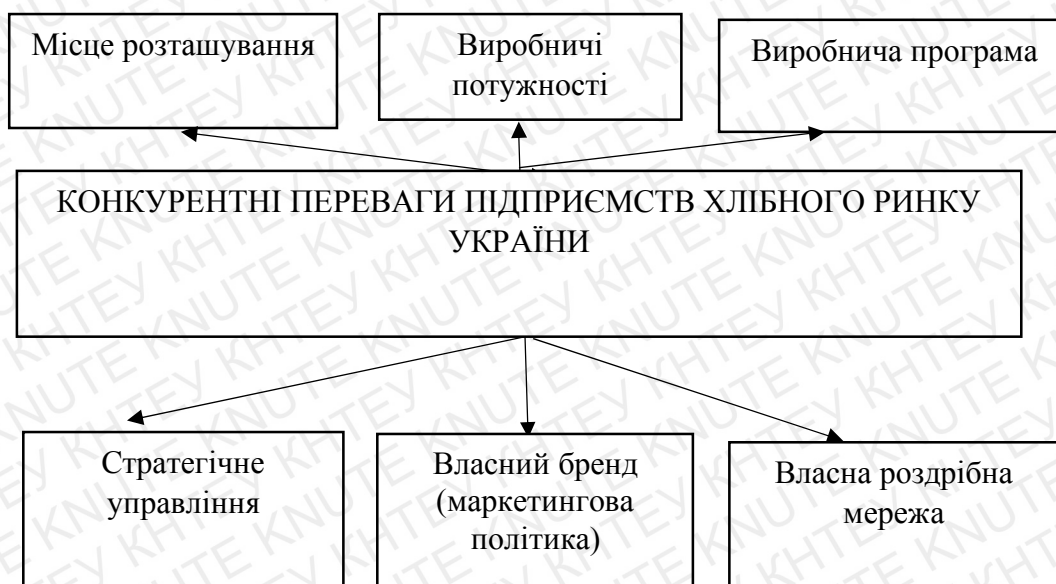 Місце розташування
Виробничі
потужності
Виробнича програма
КОНКУРЕНТНІ ПЕРЕВАГИ ПІДПРИЄМСТВ ХЛІБНОГО РИНКУ
УКРАЇНИ
Стратегічне
управління
Власний бренд
(маркетингова
політика)
Власна роздрібна
мережа